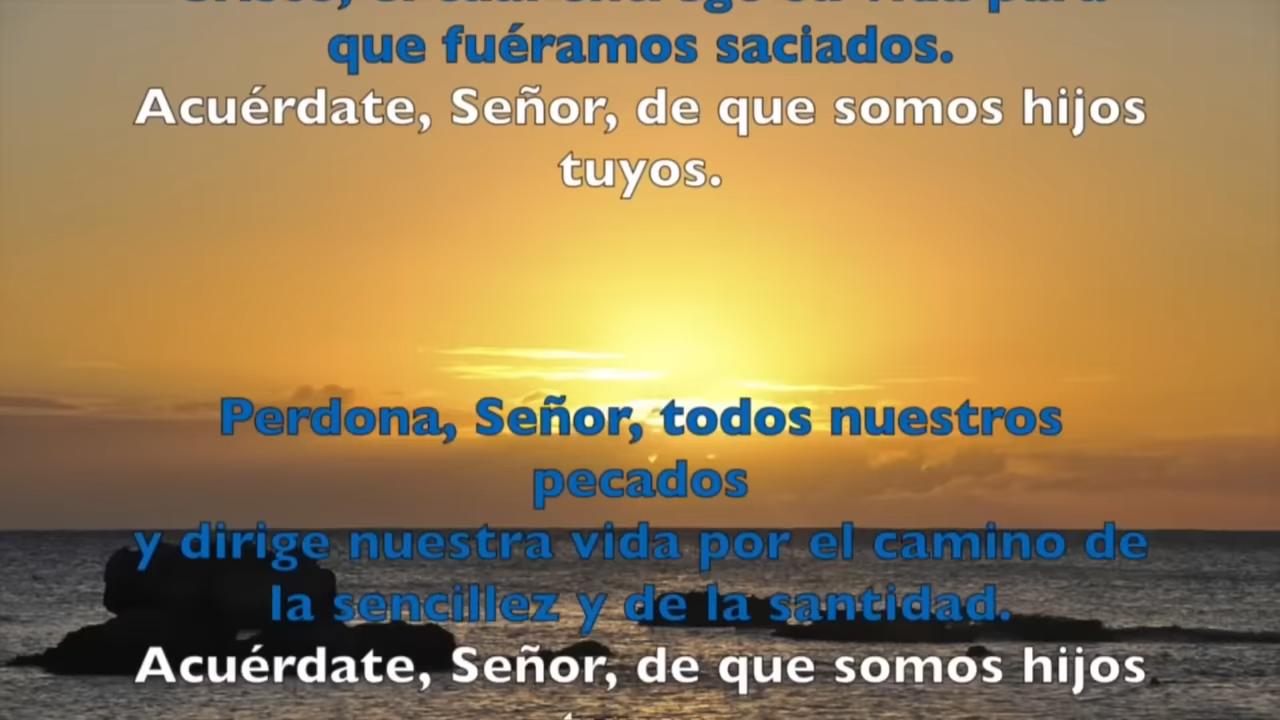 que fuéramos saciados.
Acuérdate, Señor, de que somos hijos
tuyos.
Perdona, Señor, todos nuestros
pecados
y dirige nuestra vida por el camino de
la sencillez y de la santidad.
Acuérdate, Señor, de que somos hijos